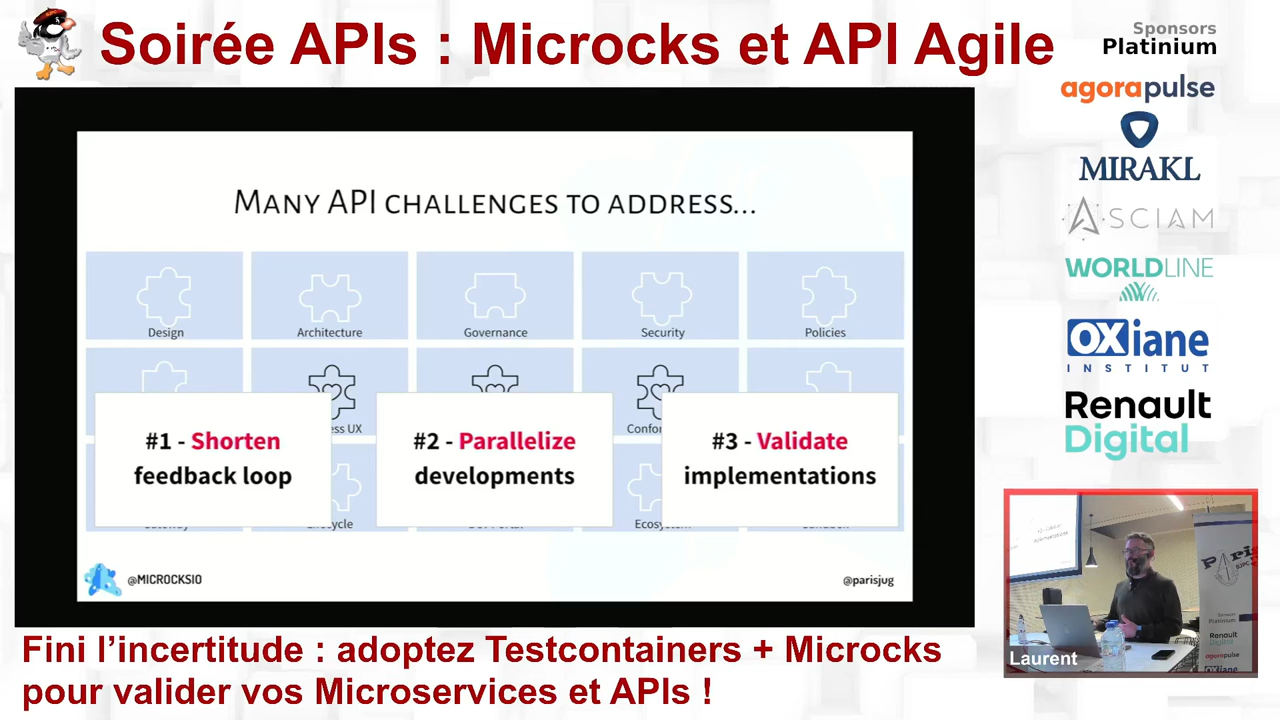 Soirée APIs : Microcks et API Agile
Sponsors
Platinium
agorapulse
MIRAKL
ASCIAM
WORLDLINE
OXiane
INSTITUT
Renault
Digital
MANY API CHALLENGES TO ADDRESS...
Design
Architecture
Governance
Security
Policies
#1 - Shorten
feedback loop
#2 - Parallelize
developments
#3 - Validate
implementations
@MICROCKSIO
@parisjug
Laurent
Fini l’incertitude : adoptez Testcontainers + Microcks
pour valider vos Microservices et APIs !